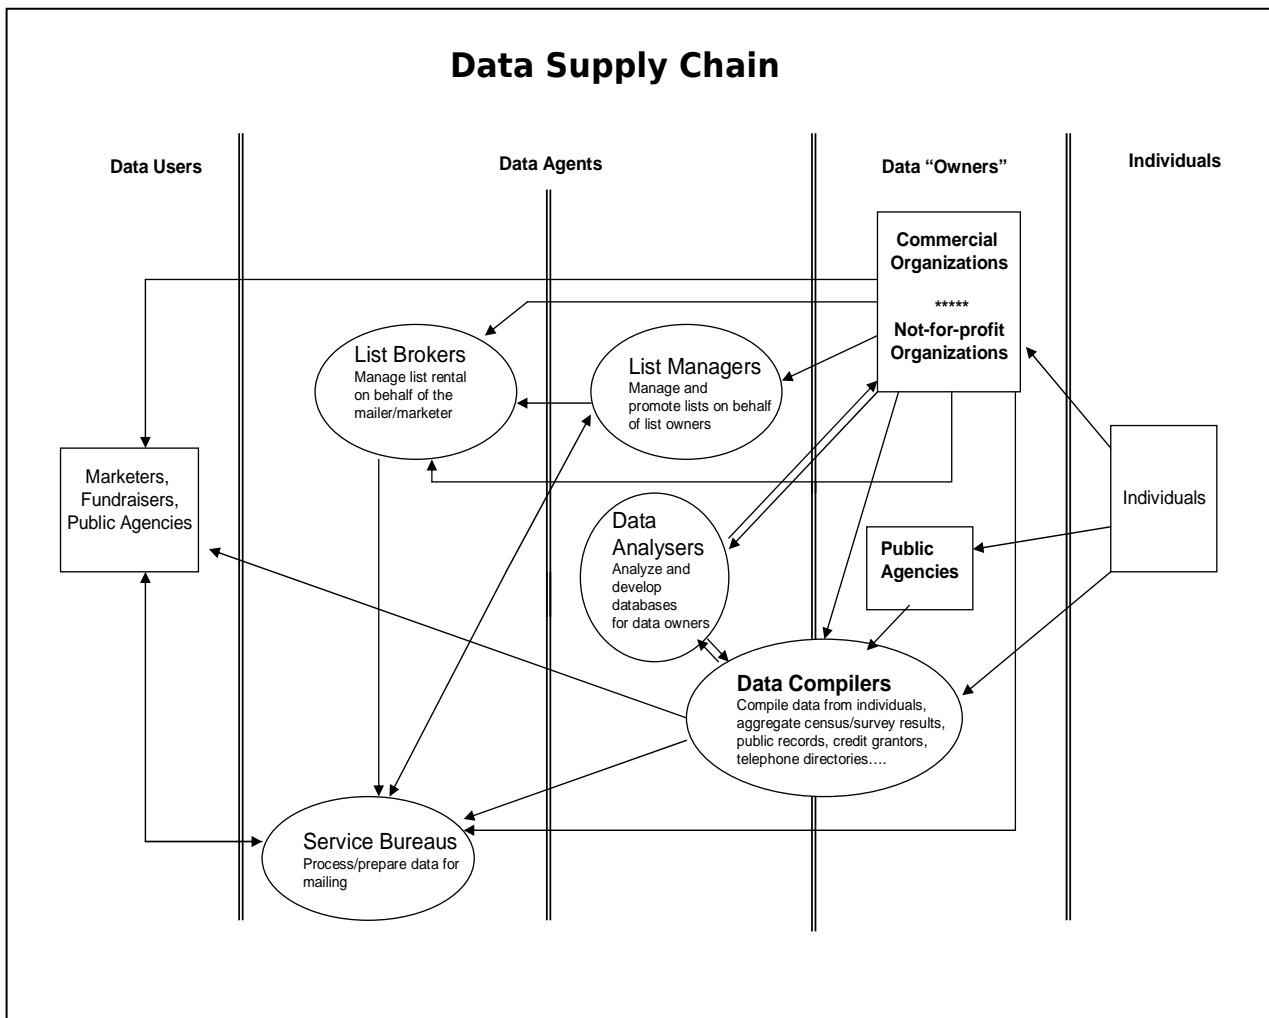 Data Supply Chain
Data Users
Data Agents
Data “Owners”
Individuals
Commercial
Organizations
*****
Not-for-profit
Organizations
List Brokers
Manage list rental
on behalf of the
mailer/marketer
List Managers
Manage and
promote lists on behalf
of list owners
Marketers,
Fundraisers,
Public Agencies
Individuals
Data
Analysers
Analyze and
develop
databases
for data owners
Public
Agencies
Data Compilers
Compile data from individuals,
aggregate census/survey results,
public records, credit grantors,
telephone directories….
Service Bureaus
Process/prepare data for
mailing